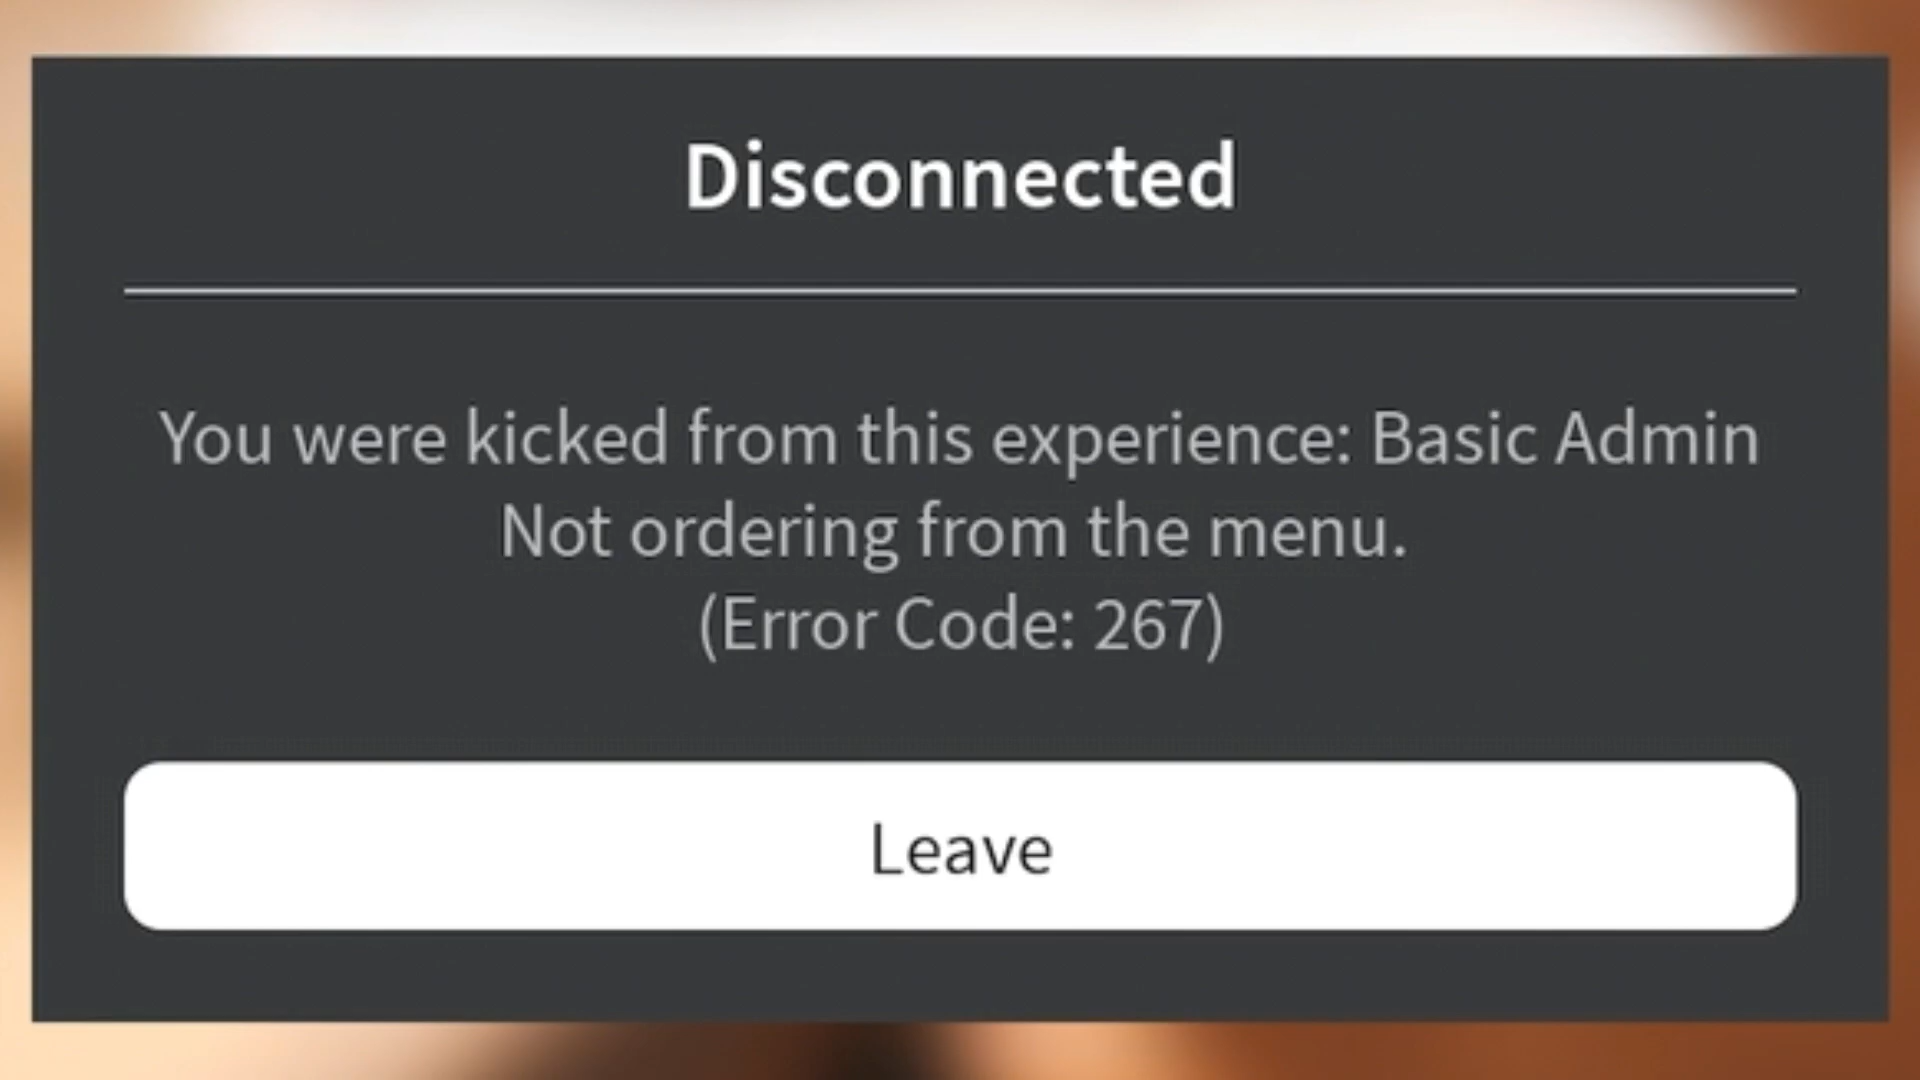 Disconnected
You were kicked from this experience: Basic Admin
Not ordering from the menu.
(Error Code: 267)
Leave